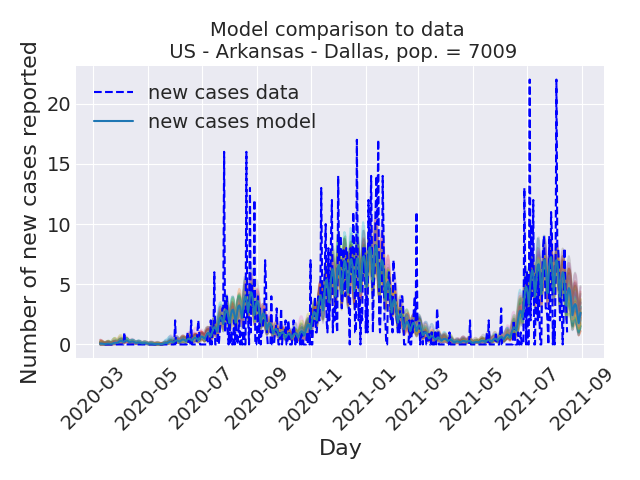 Model comparison to data
US - Arkansas - Dallas, pop. = 7009
Number of new cases reported
new cases data
new cases model
20
15
10
5
0
2020-03
2020-05
2020-07
2020-09
2020-11
2021-01
2021-03
2021-05
2021-07
2021-09
Day